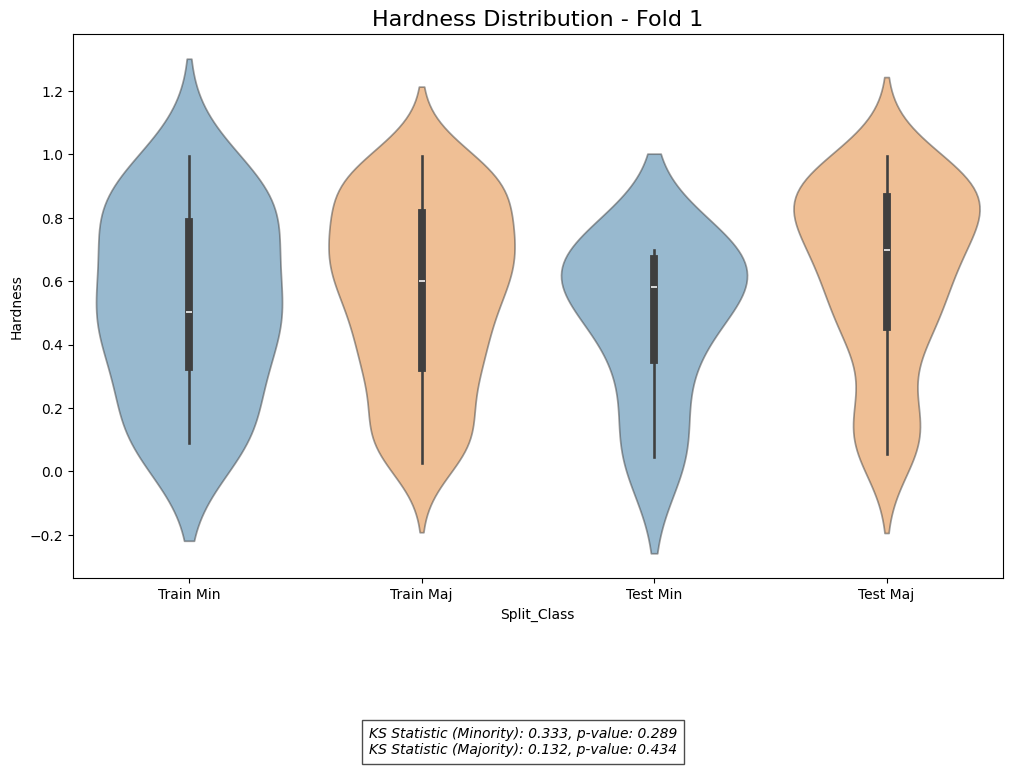 Hardness Distribution - Fold 1
Hardness
1.2
1.0
0.8
0.6
0.4
0.2
0.0
−0.2
Train Min
Train Maj
Test Min
Test Maj
Split_Class
KS Statistic (Minority): 0.333, p-value: 0.289
KS Statistic (Majority): 0.132, p-value: 0.434